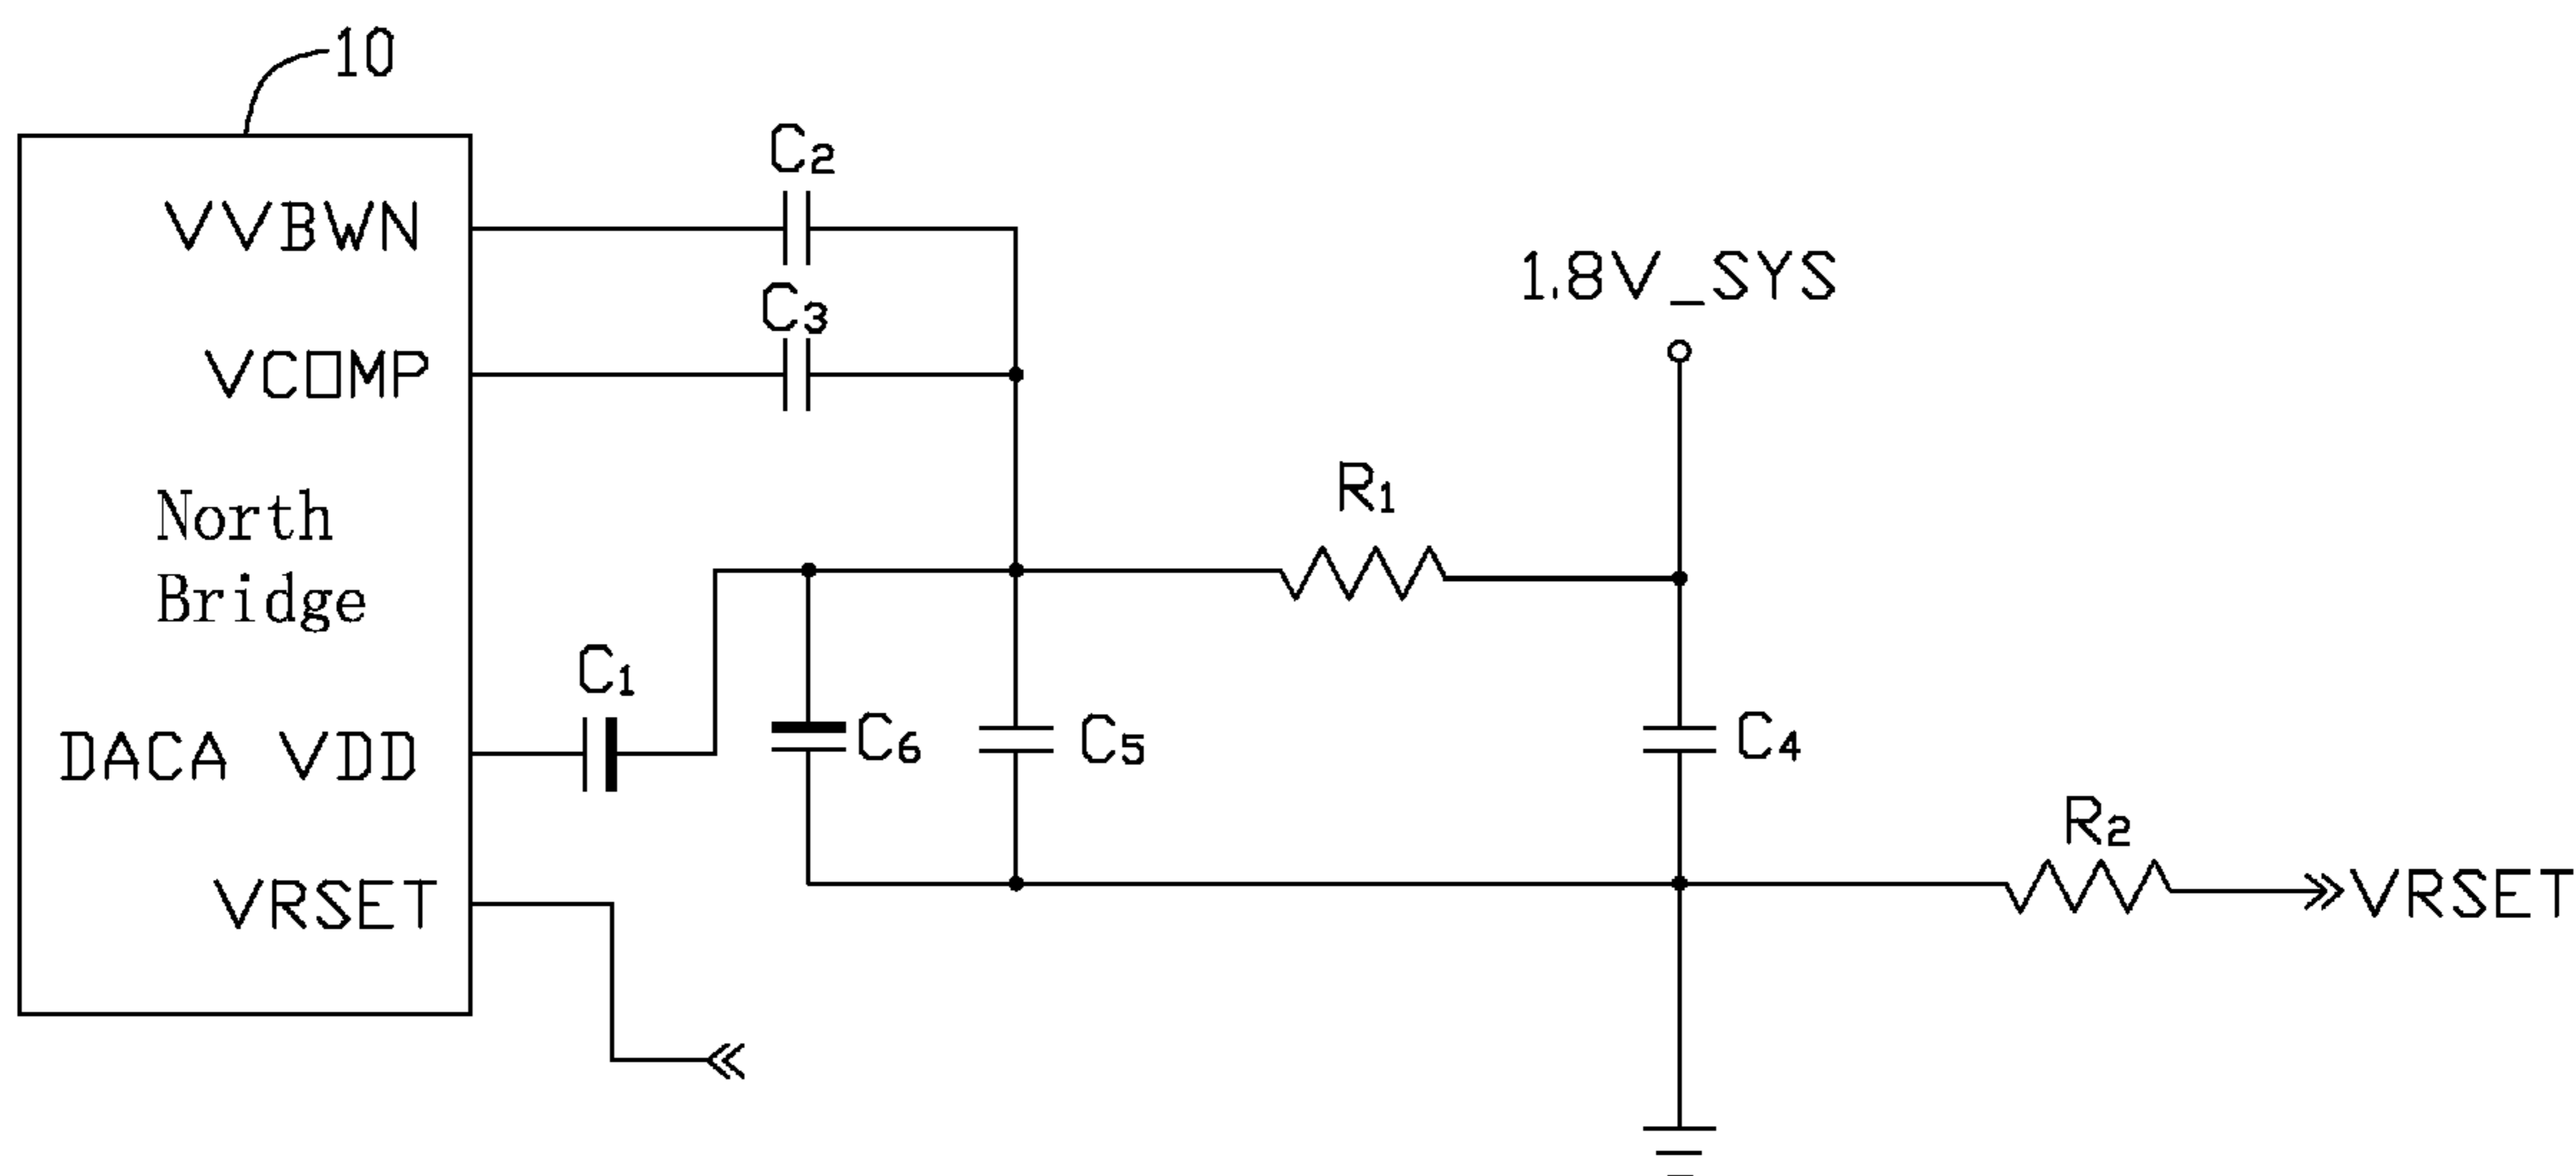 10
C2
VVBWN
C3
1.8V_SYS
VCOMP
R1
North
Bridge
C1
DACA VDD
C6
C5
C4
R2
VRSET
VRSET